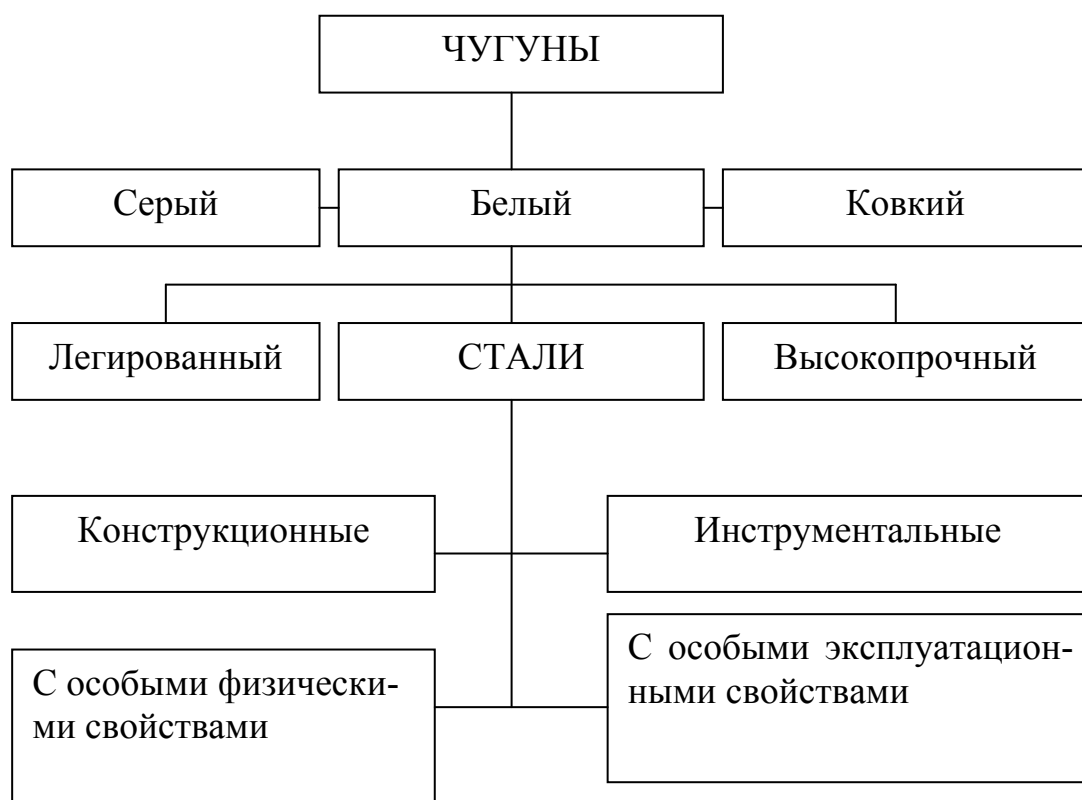 ЧУГУНЫ
Серый
Белый
Ковкий
Легированный
СТАЛИ
Высокопрочный
Конструкционные
Инструментальные
С особыми физически-
ми свойствами
С особыми эксплуатацион-
ными свойствами